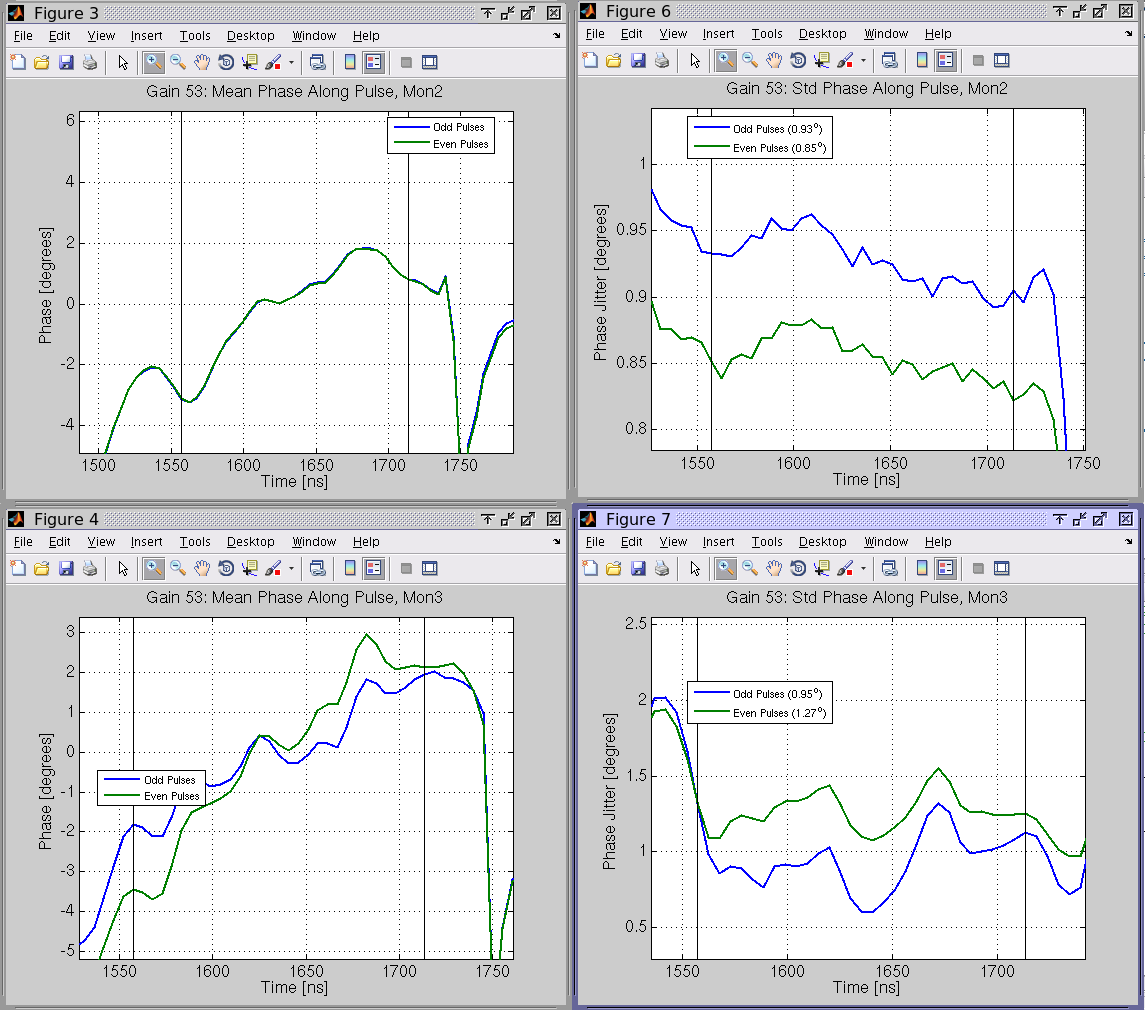 Figure 3
File Edit View Insert Tools Desktop Window Help
Gain 53: Mean Phase Along Pulse, Mon2
Odd Pulses
Even Pulses
Phase [degrees]
6
4
2
0
-2
-4
1500 1550 1600 1650 1700 1750
Time [ns]
Figure 6
File Edit View Insert Tools Desktop Window Help
Gain 53: Std Phase Along Pulse, Mon2
Odd Pulses (0.93°)
Even Pulses (0.85°)
Phase Jitter [degrees]
1
0.95
0.9
0.85
0.8
1550 1600 1650 1700 1750
Time [ns]
Figure 4
File Edit View Insert Tools Desktop Window Help
Gain 53: Mean Phase Along Pulse, Mon3
Odd Pulses
Even Pulses
Phase [degrees]
3
2
1
0
-1
-2
-3
-4
-5
1550 1600 1650 1700 1750
Time [ns]
Figure 7
File Edit View Insert Tools Desktop Window Help
Gain 53: Std Phase Along Pulse, Mon3
Odd Pulses (0.95°)
Even Pulses (1.27°)
Phase Jitter [degrees]
2.5
2
1.5
1
0.5
1550 1600 1650 1700
Time [ns]